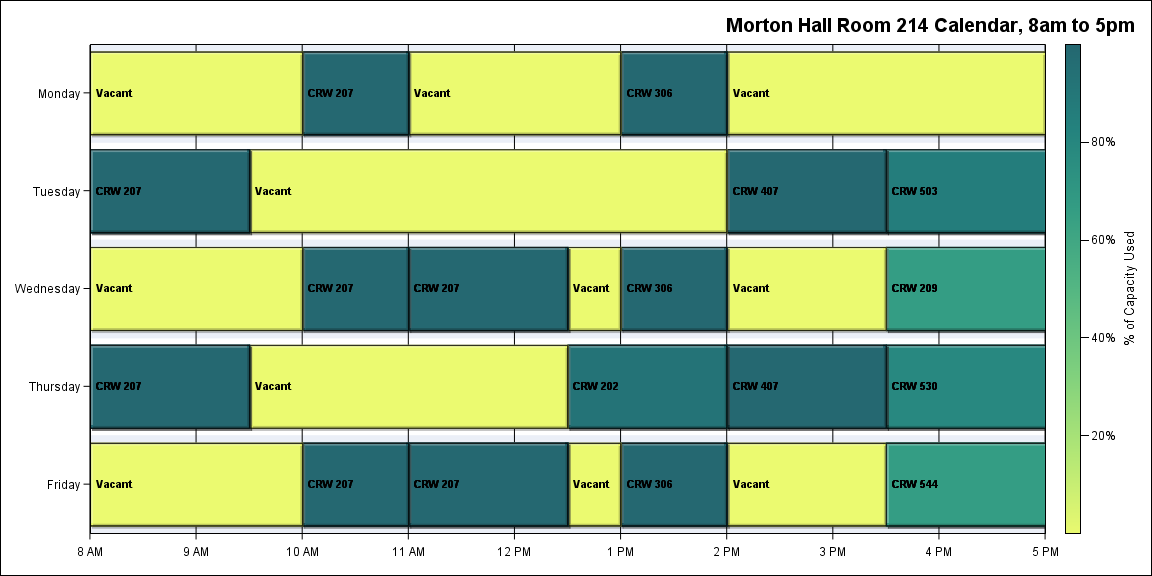 Morton Hall Room 214 Calendar, 8am to 5pm
Monday
Vacant
CRW 207
Vacant
CRW 306
Vacant
Tuesday
CRW 207
Vacant
CRW 407
CRW 503
Wednesday
Vacant
CRW 207
CRW 207
Vacant
CRW 306
Vacant
CRW 209
Thursday
CRW 207
Vacant
CRW 202
CRW 407
CRW 530
Friday
Vacant
CRW 207
CRW 207
Vacant
CRW 306
Vacant
CRW 544
8 AM
9 AM
10 AM
11 AM
12 PM
1 PM
2 PM
3 PM
4 PM
5 PM
80%
60%
40%
20%
% of Capacity Used